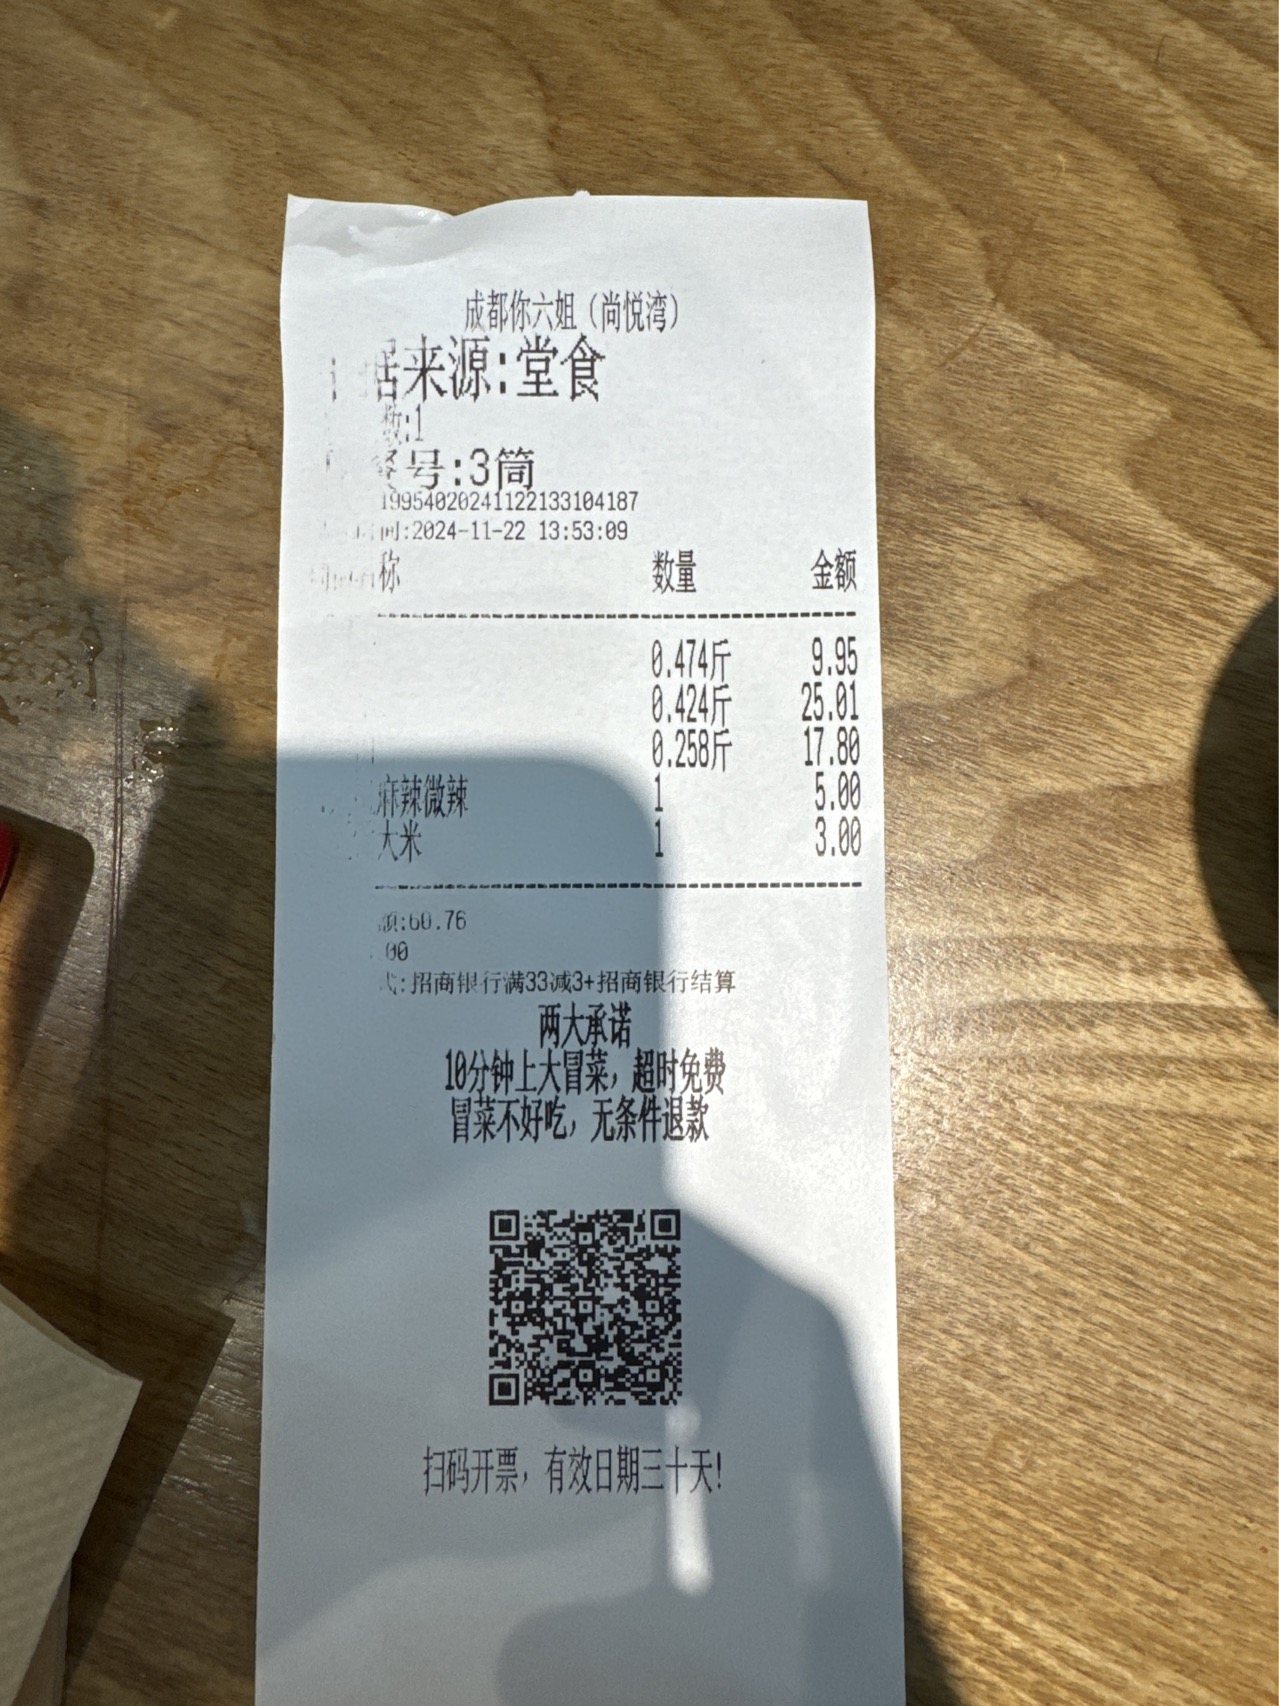 成都你六姐（尚悦湾）
来源:堂食
数:1
号:3筒
1995402024112213310​4187
间:2024-11-22 13:53:09
称 数量 金额
0.474斤 9.95
0.424斤 25.01
0.258斤 17.80
麻辣微辣 1 5.00
大米 1 3.00
额:60.76
00
式:招商银行满33减3+招商银行结算
两大承诺
10分钟上大冒菜，超时免费
冒菜不好吃，无条件退款
扫码开票，有效日期三十天!